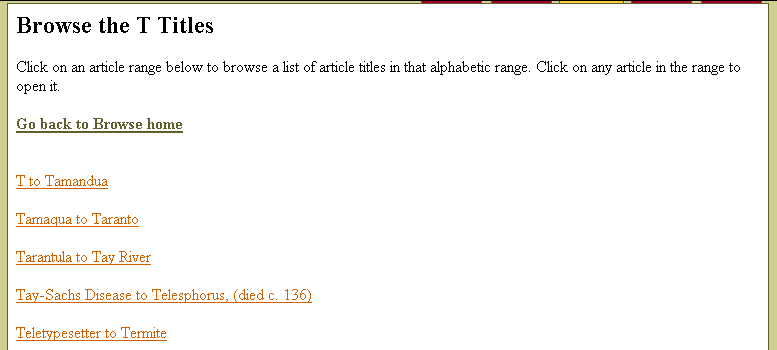 Browse the T Titles
Click on an article range below to browse a list of article titles in that alphabetic range. Click on any article in the range to
open it.
Go back to Browse home
T to Tamandua
Tamaqua to Taranto
Tarantula to Tay River
Tay-Sachs Disease to Telesphorus, (died c. 136)
Teletypesetter to Termite